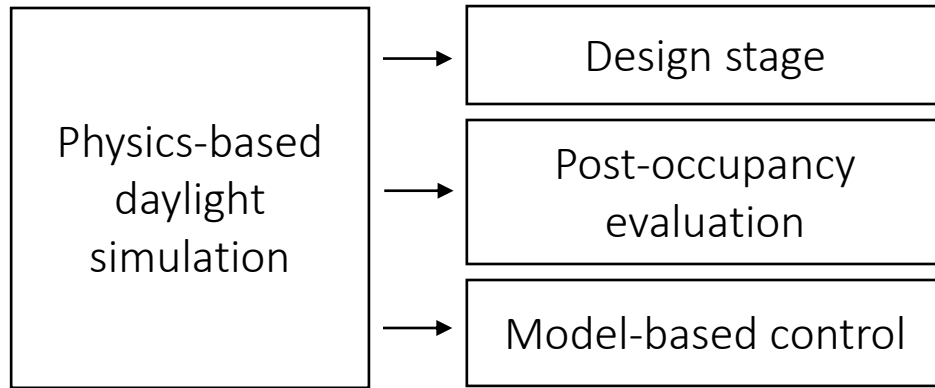 Physics-based
daylight
simulation
Design stage
Post-occupancy
evaluation
Model-based control